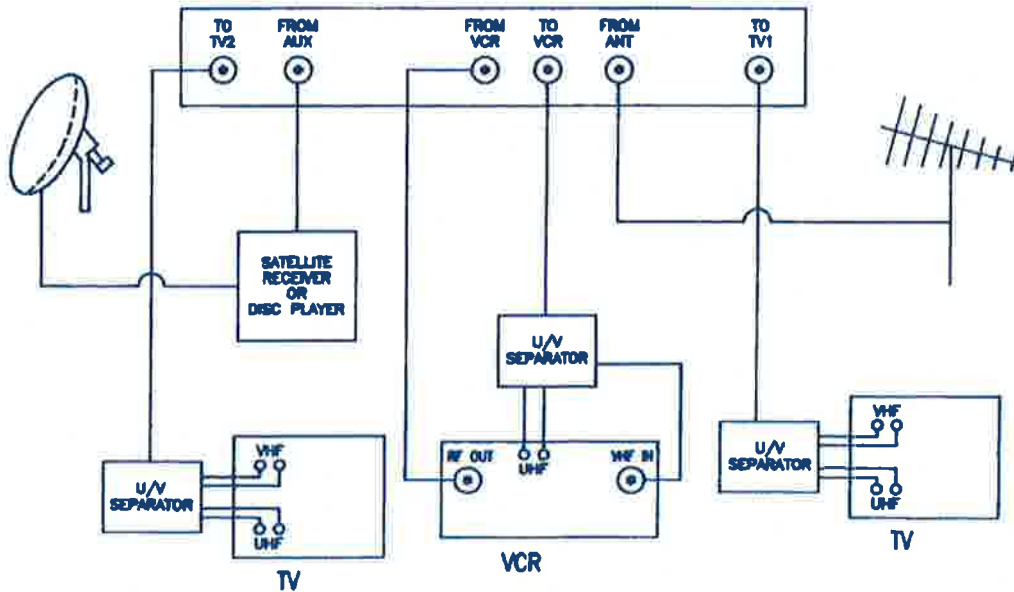 TO
TV2
FROM
AUX
FROM
VCR
TO
VCR
FROM
ANT
TO
TV1
SATELLITE
RECEIVER
OR
DISC PLAYER
U/V
SEPARATOR
VHF
UHF
U/V
SEPARATOR
RF OUT
UHF
VHF IN
VCR
U/V
SEPARATOR
VHF
UHF
TV
U/V
SEPARATOR
TV